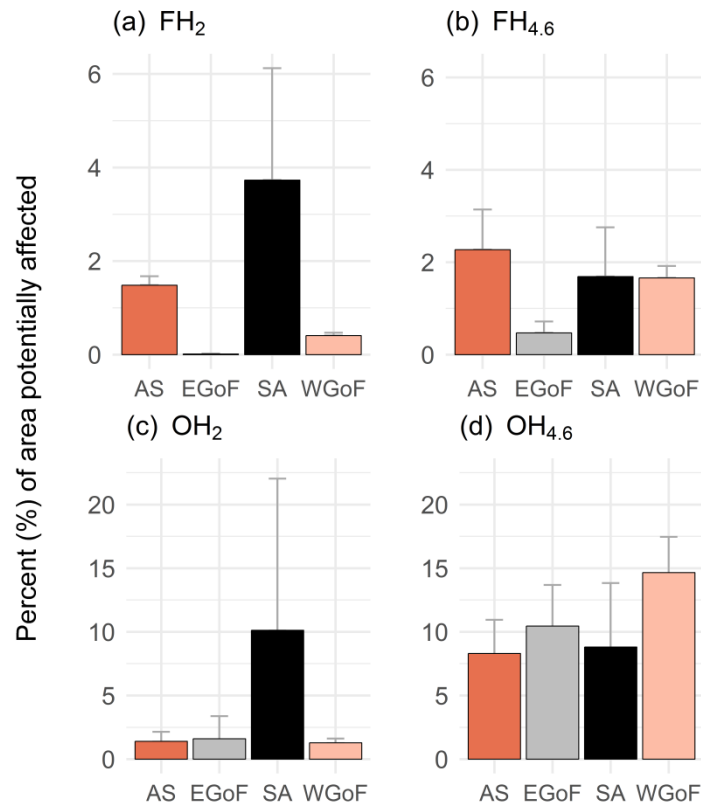 (a) FH₂
(b) FH₄.₆
Percent (%) of area potentially affected
6
4
2
0
AS EGoF SA WGoF
6
4
2
0
AS EGoF SA WGoF
(c) OH₂
(d) OH₄.₆
20
15
10
5
0
AS EGoF SA WGoF
20
15
10
5
0
AS EGoF SA WGoF